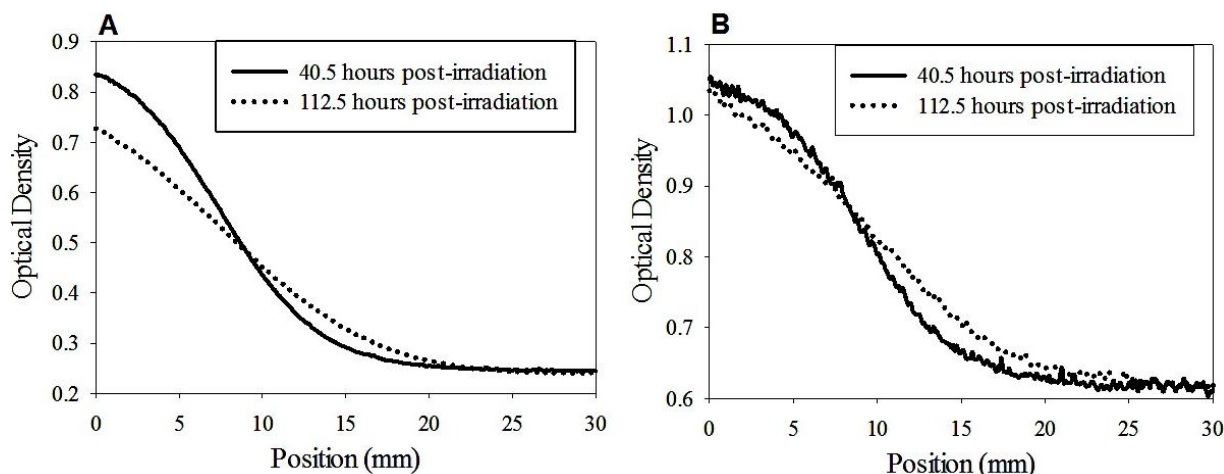 A
0.9
0.8
0.7
0.6
0.5
0.4
0.3
0.2
Optical Density
40.5 hours post-irradiation
112.5 hours post-irradiation
0 5 10 15 20 25 30
Position (mm)
B
1.1
1.0
0.9
0.8
0.7
0.6
Optical Density
40.5 hours post-irradiation
112.5 hours post-irradiation
0 5 10 15 20 25 30
Position (mm)